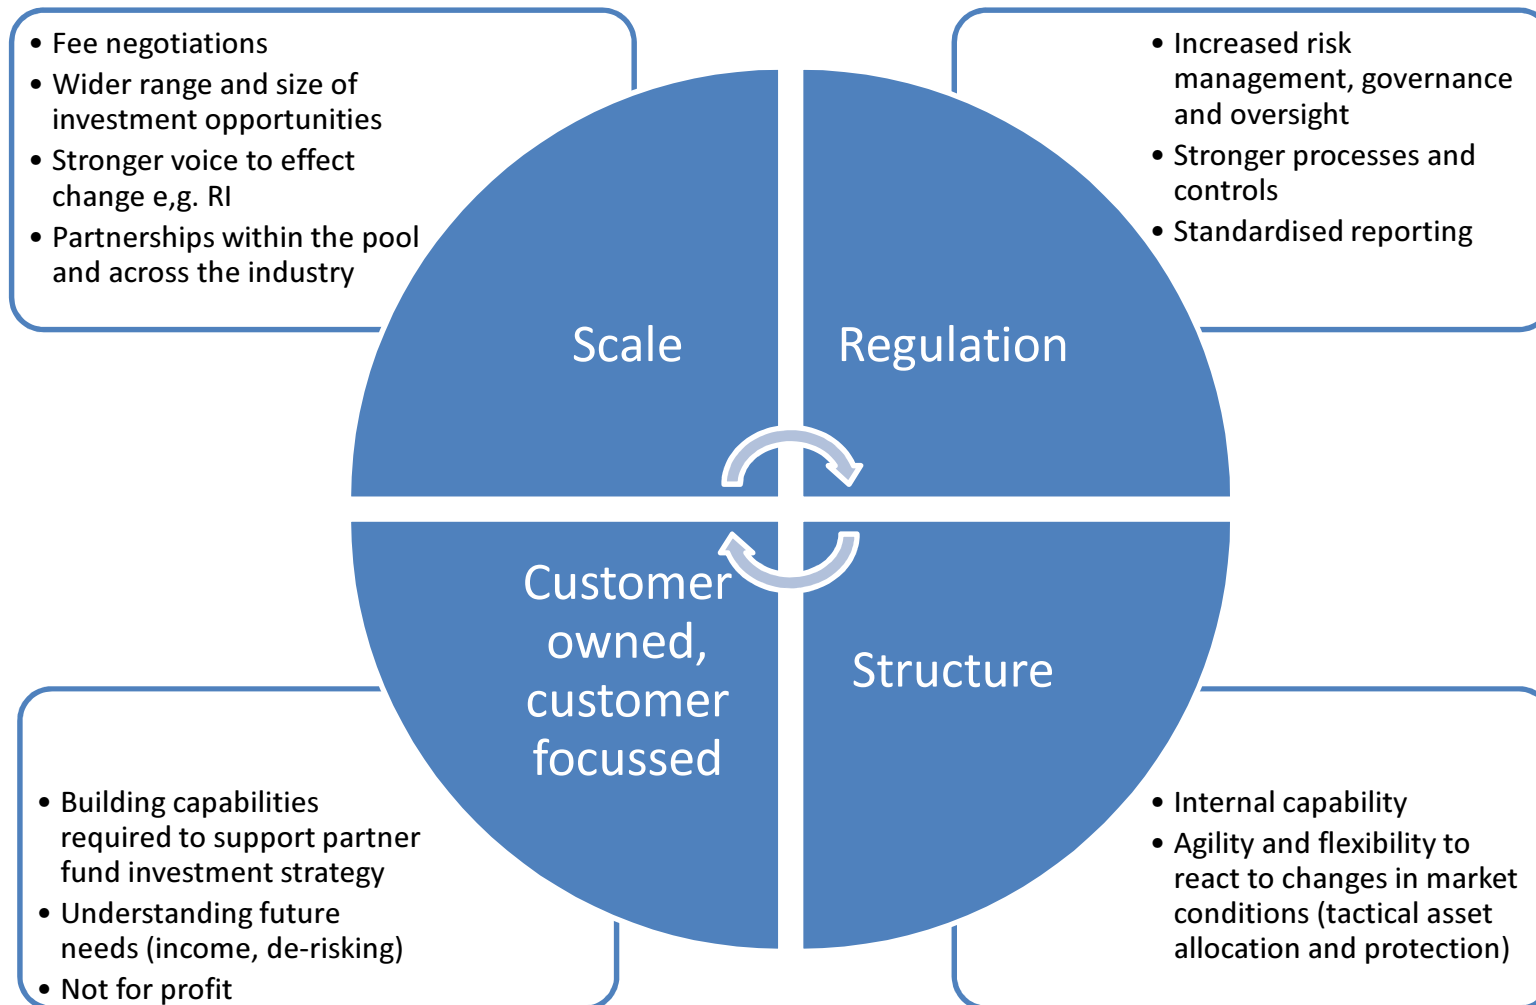 • Fee negotiations
• Wider range and size of
investment opportunities
• Stronger voice to effect
change e,g. RI
• Partnerships within the pool
and across the industry
• Increased risk
management, governance
and oversight
• Stronger processes and
controls
• Standardised reporting
Scale
Regulation
Customer
owned,
customer
focussed
Structure
• Building capabilities
required to support partner
fund investment strategy
• Understanding future
needs (income, de-risking)
• Not for profit
• Internal capability
• Agility and flexibility to
react to changes in market
conditions (tactical asset
allocation and protection)